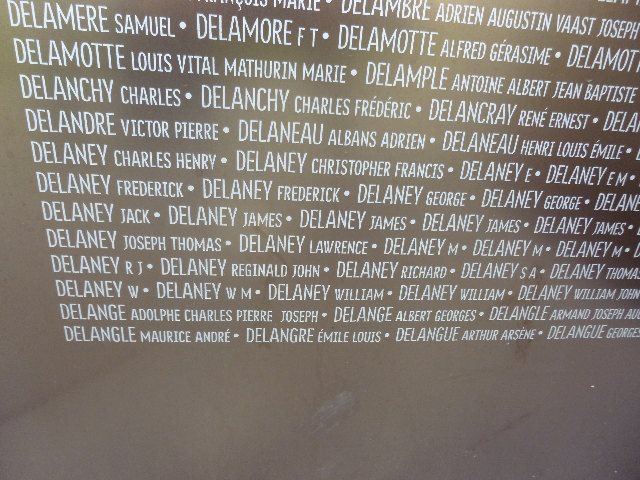 FRANÇOIS MARIE • DELAMBRE ADRIEN AUGUSTIN VAAST JOSEPH
DELAMERE SAMUEL • DELAMORE F T • DELAMOTTE ALFRED GÉRASIME •
DELAMOTTE LOUIS VITAL MATHURIN MARIE • DELAMPLE ANTOINE ALBERT JEAN BAPTISTE
DELANCHY CHARLES • DELANCHY CHARLES FRÉDÉRIC • DELANCRAY RENÉ ERNEST •
DELANDRE VICTOR PIERRE • DELANEAU ALBANS ADRIEN • DELANEAU HENRI LOUIS ÉMILE •
DELANEY CHARLES HENRY • DELANEY CHRISTOPHER FRANCIS • DELANEY E • DELANEY E M •
DELANEY FREDERICK • DELANEY FREDERICK • DELANEY GEORGE • DELANEY GEORGE • DELANEY
DELANEY JACK • DELANEY JAMES • DELANEY JAMES • DELANEY JAMES • DELANEY JAMES •
DELANEY JOSEPH THOMAS • DELANEY LAWRENCE • DELANEY M • DELANEY M • DELANEY M •
DELANEY R J • DELANEY REGINALD JOHN • DELANEY RICHARD • DELANEY S A • DELANEY THOMAS
DELANEY W • DELANEY W M • DELANEY WILLIAM • DELANEY WILLIAM • DELANEY WILLIAM JOHN
DELANGE ADOLPHE CHARLES PIERRE JOSEPH • DELANGE ALBERT GEORGES • DELANGLE ARMAND JOSEPH
DELANGLE MAURICE ANDRÉ • DELANGRE ÉMILE LOUIS • DELANGUE ARTHUR ARSÈNE • DELANGUE GEORGES